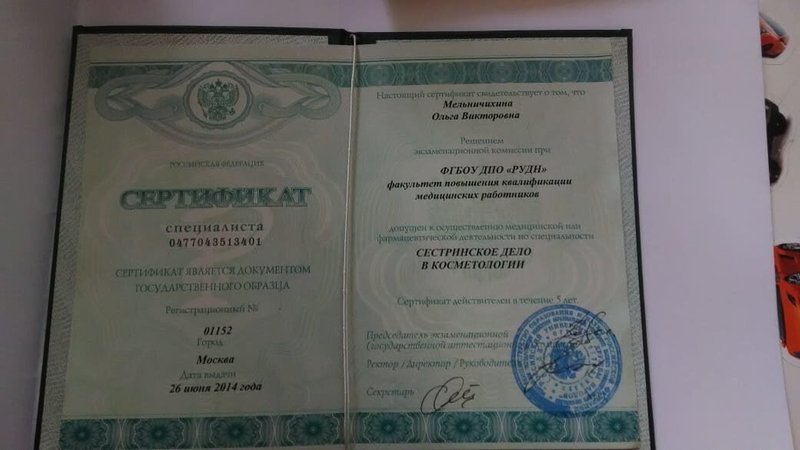 РОССИЙСКАЯ ФЕДЕРАЦИЯ
СЕРТИФИКАТ
специалиста
0477043513401
СЕРТИФИКАТ ЯВЛЯЕТСЯ ДОКУМЕНТОМ
ГОСУДАРСТВЕННОГО ОБРАЗЦА
Регистрационный №
01152
Город
Москва
Дата выдачи
26 июня 2014 года
Настоящий сертификат свидетельствует о том, что
Мельничихина
Ольга Викторовна
Решением
экзаменационной комиссии при
ФГБОУ ДПО «РУДН»
факультет повышения квалификации
медицинских работников
допущен к осуществлению медицинской или
фармацевтической деятельности по специальности
СЕСТРИНСКОЕ ДЕЛО
В КОСМЕТОЛОГИИ
Сертификат действителен в течение 5 лет.
Председатель экзаменационной
(государственной аттестационной)
Ректор / Директор / Руководитель
Секретарь